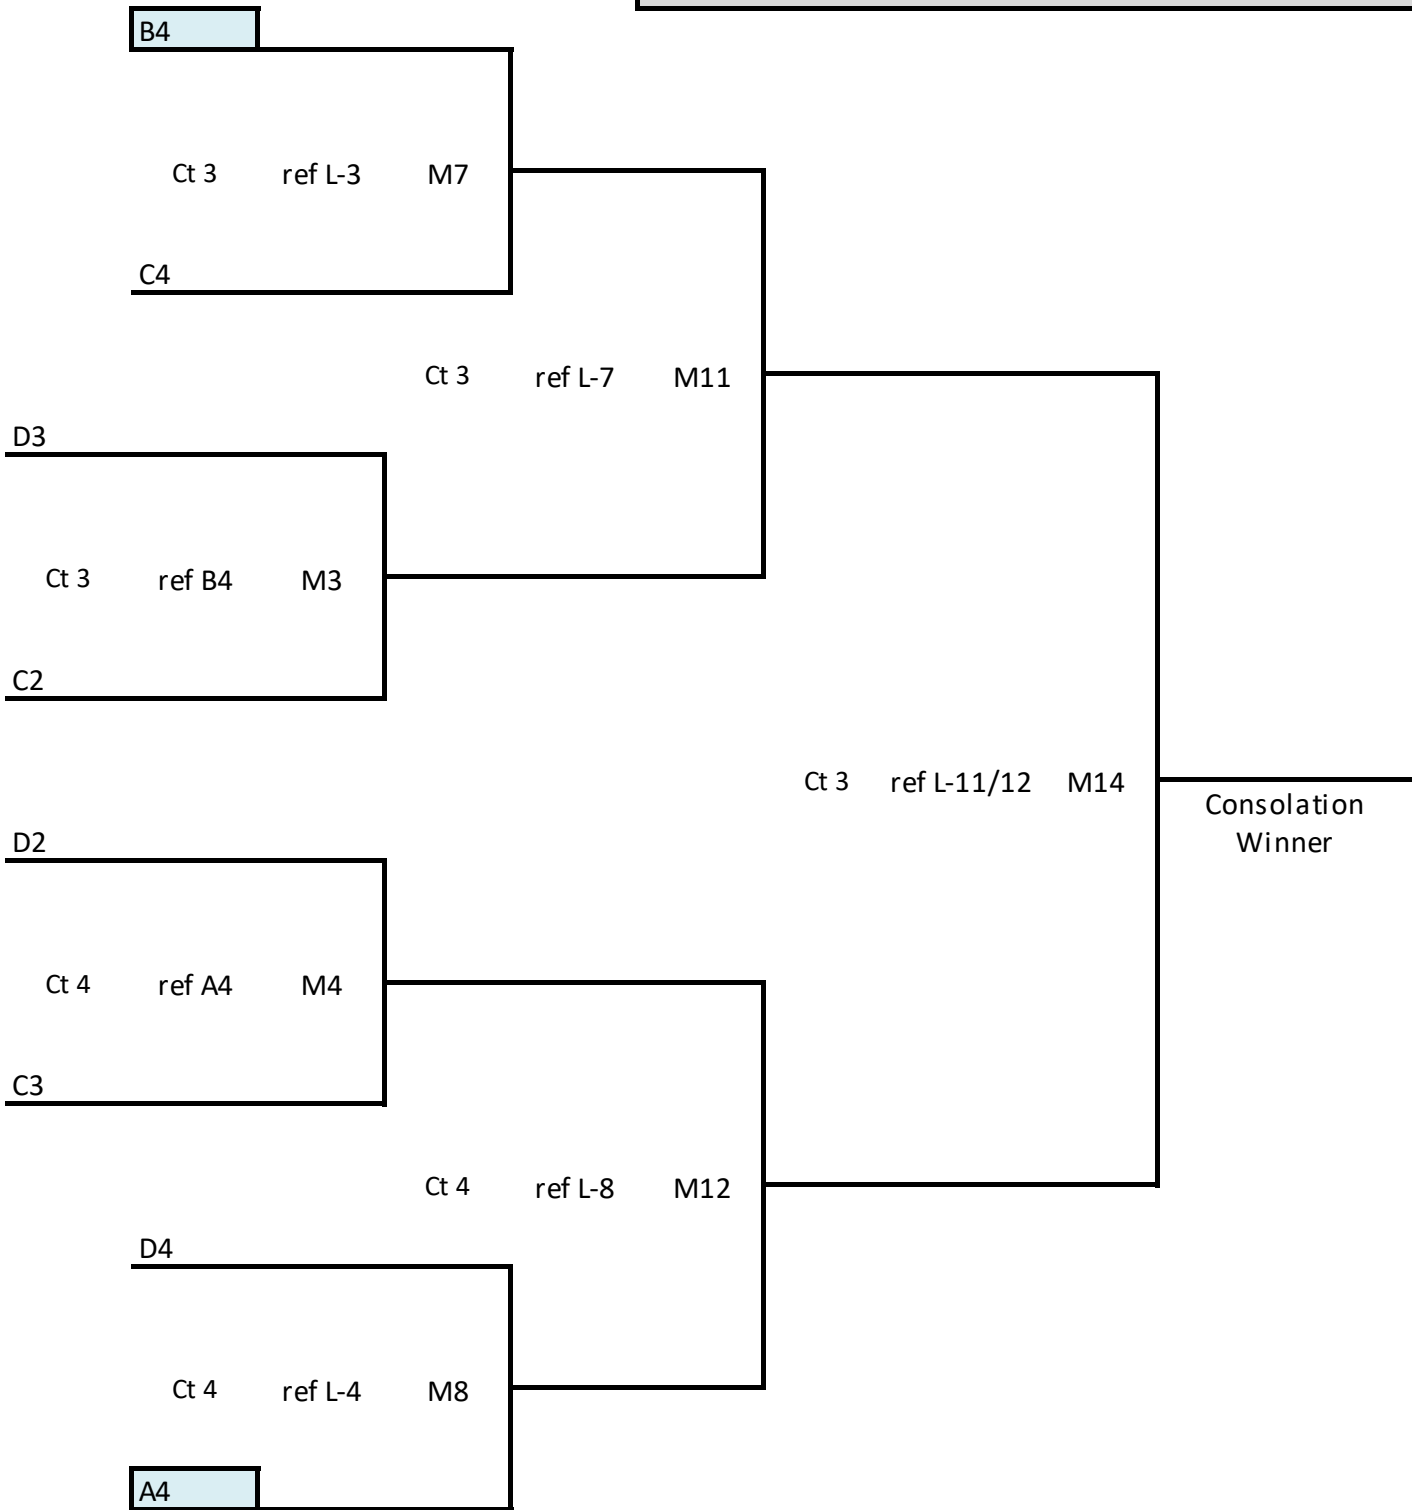 B4
Ct 3 ref L-3 M7
C4
Ct 3 ref L-7 M11
D3
Ct 3 ref B4 M3
C2
Ct 3 ref L-11/12 M14
Consolation
Winner
D2
Ct 4 ref A4 M4
C3
Ct 4 ref L-8 M12
D4
Ct 4 ref L-4 M8
A4